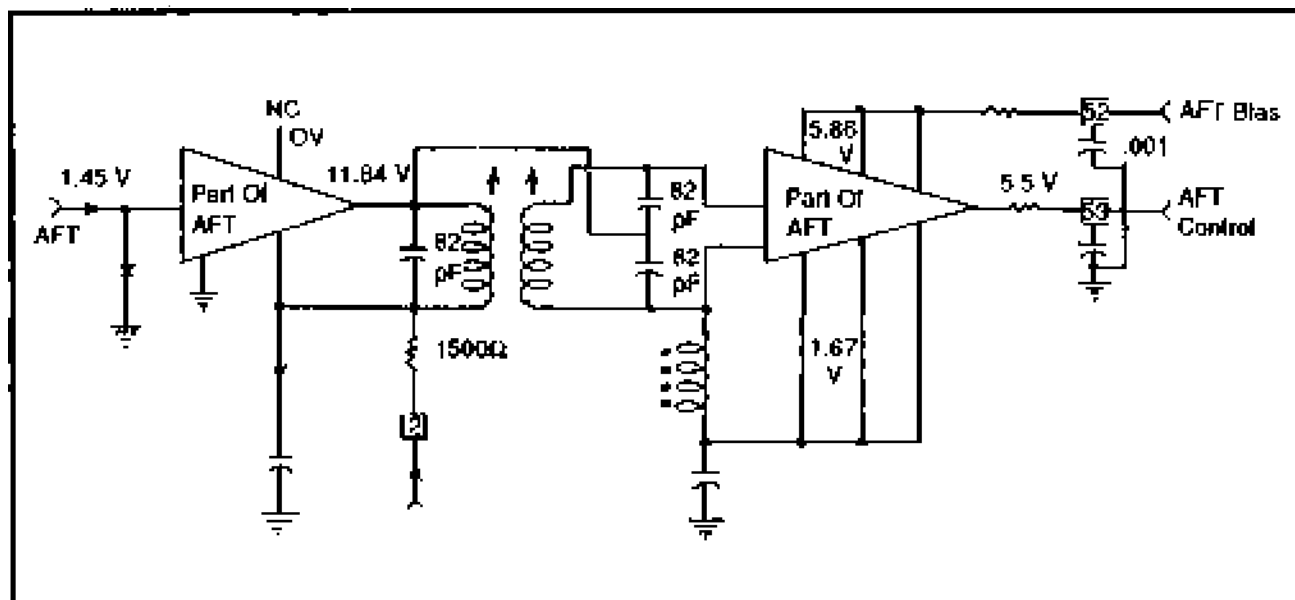 NC
OV
1.45 V
AFT
Part Of
AFT
11.84 V
82
pF
1500Ω
2
82
pF
82
pF
5.86
V
Part Of
AFT
1.67
V
5.5 V
52
AFT Bias
.001
53
AFT
Control